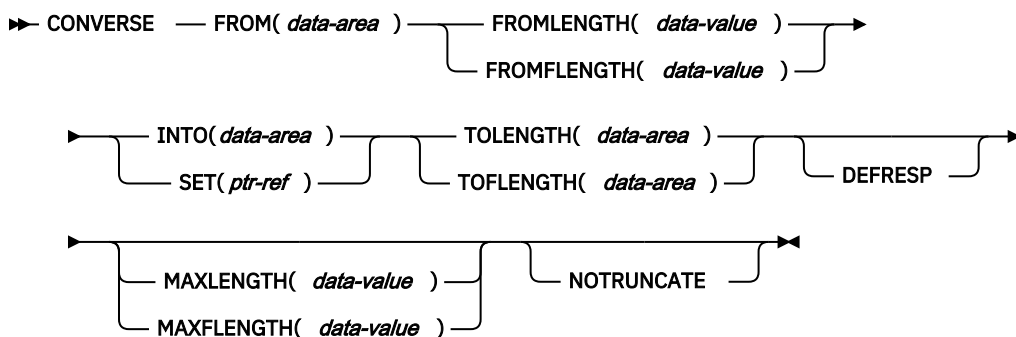 CONVERSE FROM( data-area ) FROMLENGTH( data-value )
FROMFLENGTH( data-value )
INTO( data-area ) TOLENGTH( data-area )
SET( ptr-ref ) TOFLENGTH( data-area ) DEFRESP
MAXLENGTH( data-value ) NOTRUNCATE
MAXFLENGTH( data-value )